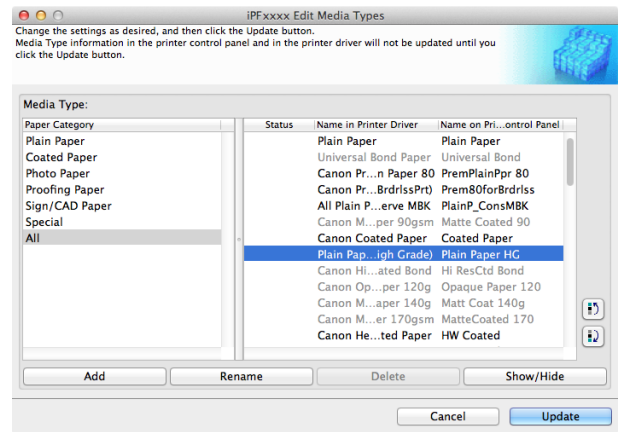 iPFxxxx Edit Media Types
Change the settings as desired, and then click the Update button.
Media Type information in the printer control panel and in the printer driver will not be updated until you
click the Update button.
Media Type:
Paper Category Status Name in Printer Driver Name on Pri...ontrol Panel
Plain Paper Plain Paper Plain Paper
Coated Paper Universal Bond Paper Universal Bond
Photo Paper Canon Pr...n Paper 80 PremPlainPpr 80
Proofing Paper Canon Pr...BrdrlssPrt) Prem80forBrdrlss
Sign/CAD Paper All Plain P...erve MBK PlainP_ConsMBK
Special Canon M...per 90gsm Matte Coated 90
All Canon Coated Paper Coated Paper
Plain Pap...igh Grade) Plain Paper HG
Canon Hi...ated Bond Hi ResCtd Bond
Canon Op...per 120g Opaque Paper 120
Canon M...aper 140g Matt Coat 140g
Canon M...er 170gsm MatteCoated 170
Canon He...ted Paper HW Coated
Add Rename Delete Show/Hide
Cancel Update